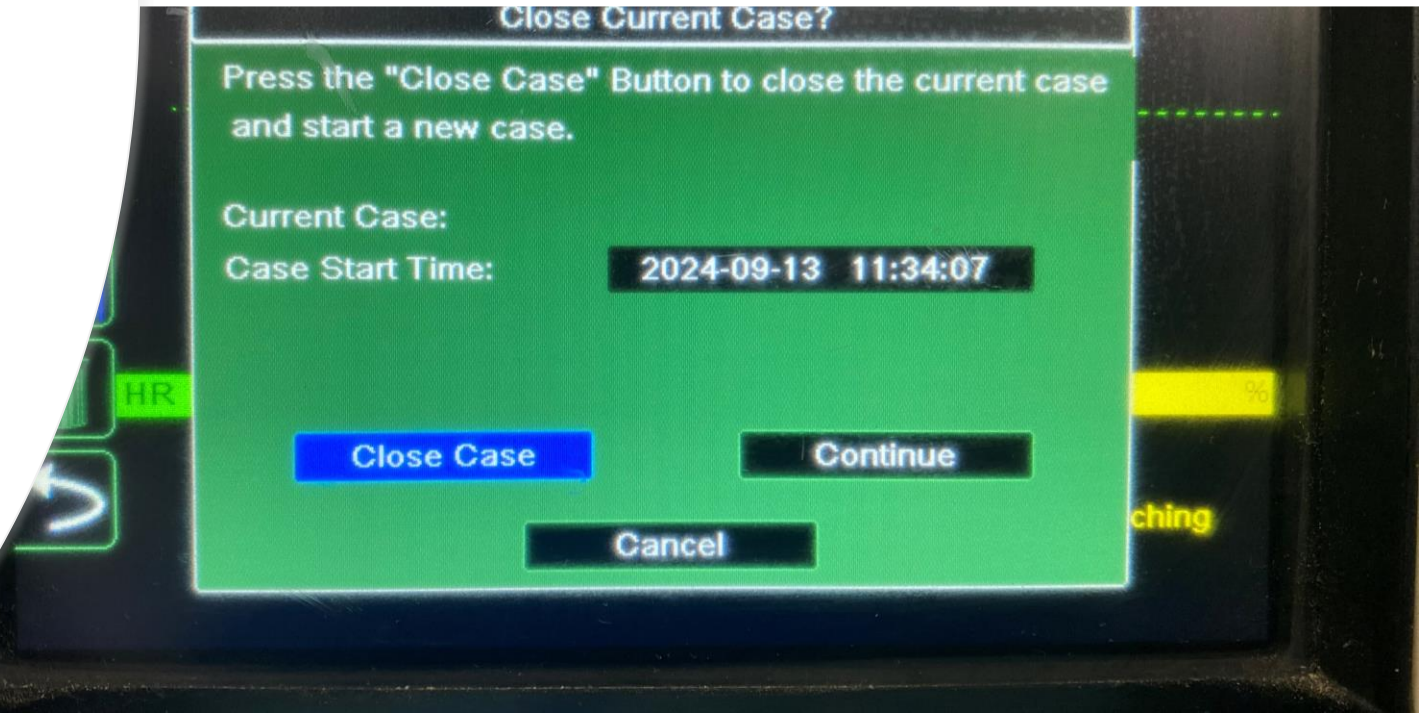 Close Current Case?
Press the "Close Case" Button to close the current case
and start a new case.
Current Case:
Case Start Time: 2024-09-13 11:34:07
HR %
Close Case Continue
ching
Cancel